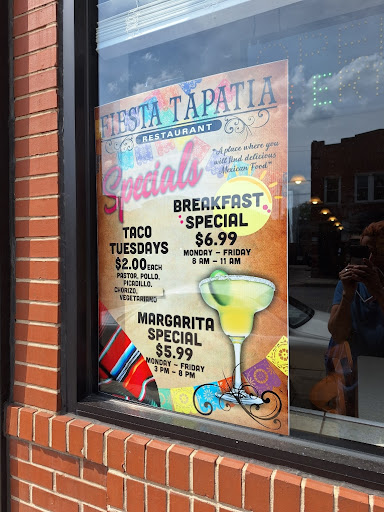 FIESTA TAPATIA
RESTAURANT
Specials
"A place where you
will find delicious
Mexican Food"
BREAKFAST
SPECIAL
$6.99
MONDAY - FRIDAY
8 AM - 11 AM
TACO
TUESDAYS
$2.00 EACH
PASTOR, POLLO,
PICADILLO,
CHORIZO,
VEGETARIANO
MARGARITA
SPECIAL
$5.99
MONDAY - FRIDAY
3 PM - 8 PM